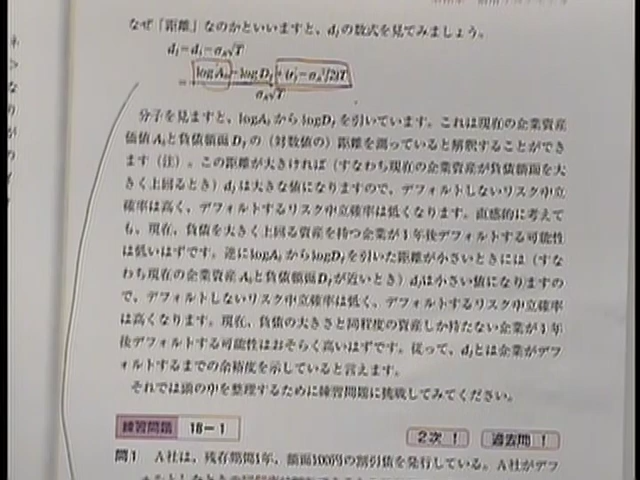 なぜ「距離」なのかといいますと、d₂の数式を見てみましょう。
d₂=d₁−σ_A√T
=(logA₀−logD_T+(r_f−σ_A²/2)T)/(σ_A√T)
分子を見ますと、logA₀からlogD_Tを引いています。これは現在の企業資産
価値A₀と負債額面D_Tの（対数値の）距離を測っていると解釈することができ
ます（注）。この距離が大きければ（すなわち現在の企業資産が負債額面を大
きく上回るとき）d₂は大きな値になりますので、デフォルトしないリスク中立
確率は高く、デフォルトするリスク中立確率は低くなります。直感的に考えて
も、現在、負債を大きく上回る資産を持つ企業が1年後デフォルトする可能性
は低いはずです。逆にlogA₀からlogD_Tを引いた距離が小さいときには（すな
わち現在の企業資産A₀と負債額面D_Tが近いとき）d₂は小さい値になりますの
で、デフォルトしないリスク中立確率は低く、デフォルトするリスク中立確率
は高くなります。現在、負債の大きさと同程度の資産しか持たない企業が1年
後デフォルトする可能性はおそらく高いはずです。従って、d₂とは企業がデフ
ォルトするまでの余裕度を示していると言えます。
それでは頭の中を整理するために練習問題に挑戦してみてください。
練習問題 18−1
2次！ 過去問！
問1 A社は、残存期間1年、額面100円の割引債を発行している。A社がデフ